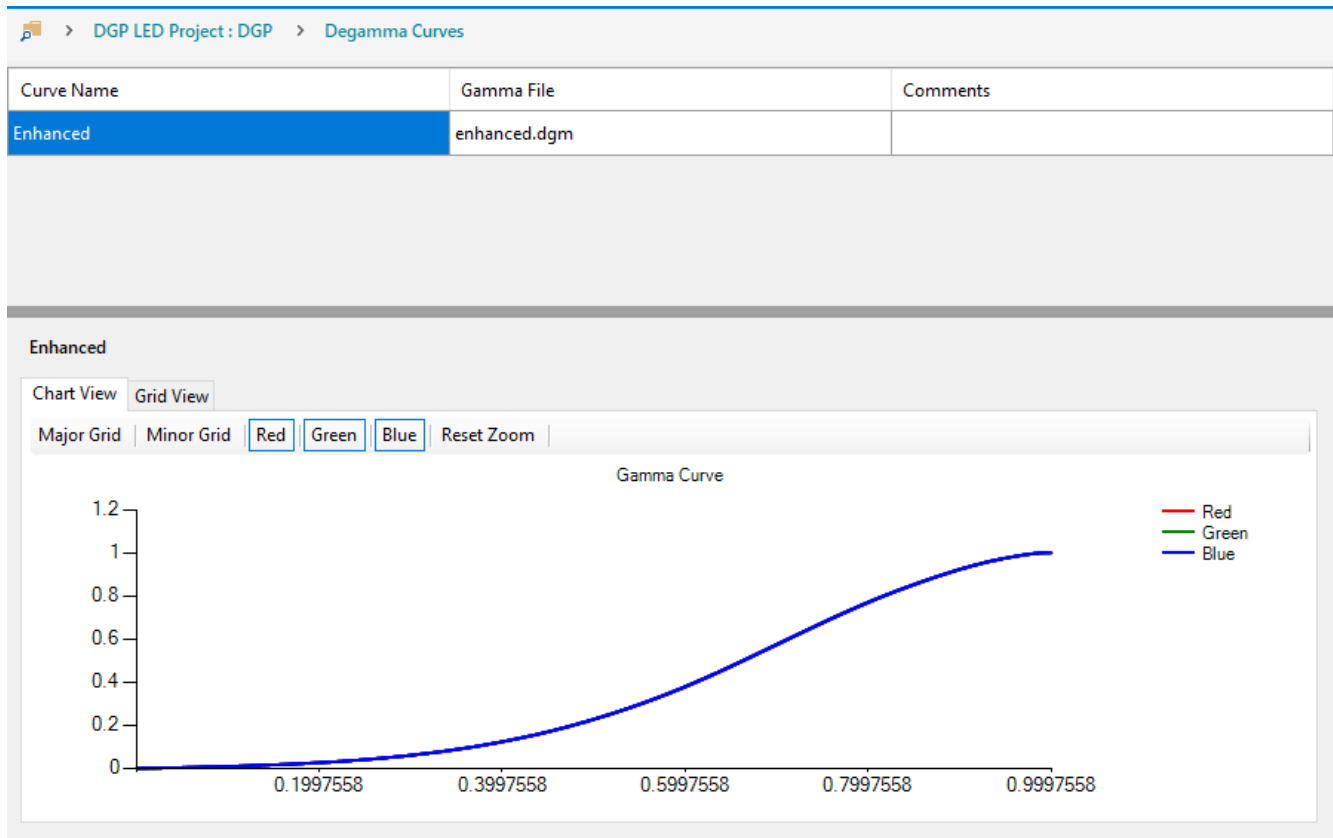 > DGP LED Project : DGP > Degamma Curves
Curve Name Gamma File Comments
Enhanced enhanced.dgm
Enhanced
Chart View Grid View
Major Grid Minor Grid Red Green Blue Reset Zoom
Gamma Curve
1.2
1
0.8
0.6
0.4
0.2
0
0.1997558 0.3997558 0.5997558 0.7997558 0.9997558
Red
Green
Blue